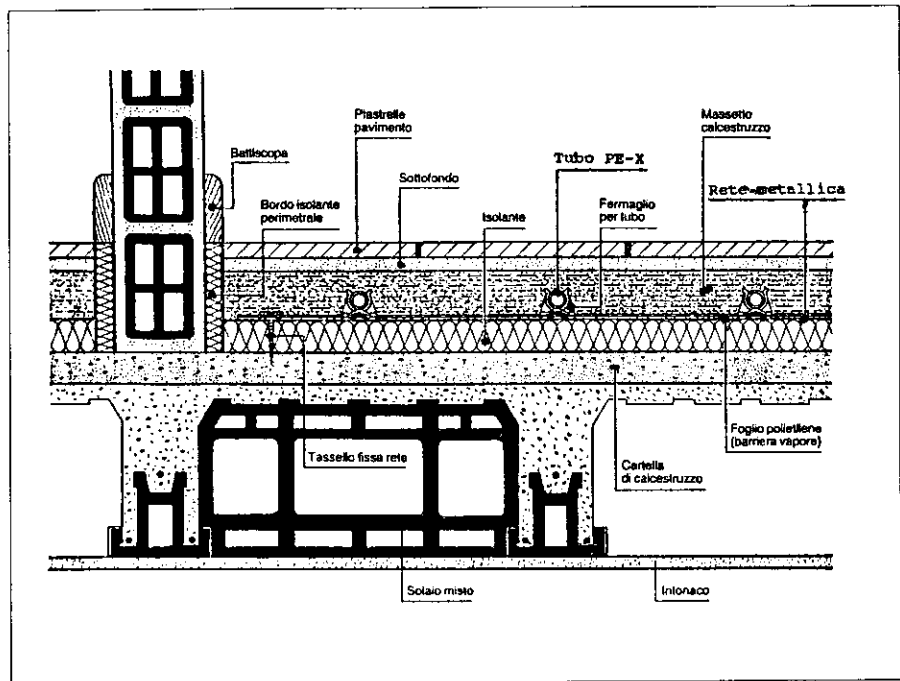 Piastrelle
pavimento
Massetto
calcestruzzo
Battiscopa
Tubo PE-X
Sottofondo
Rete metallica
Bordo isolante
perimetrale
Isolante
Fermaglio
per tubo
Foglio polietilene
(barriera vapore)
Tassello fissa rete
Cartella
di calcestruzzo
Solaio misto
Intonaco